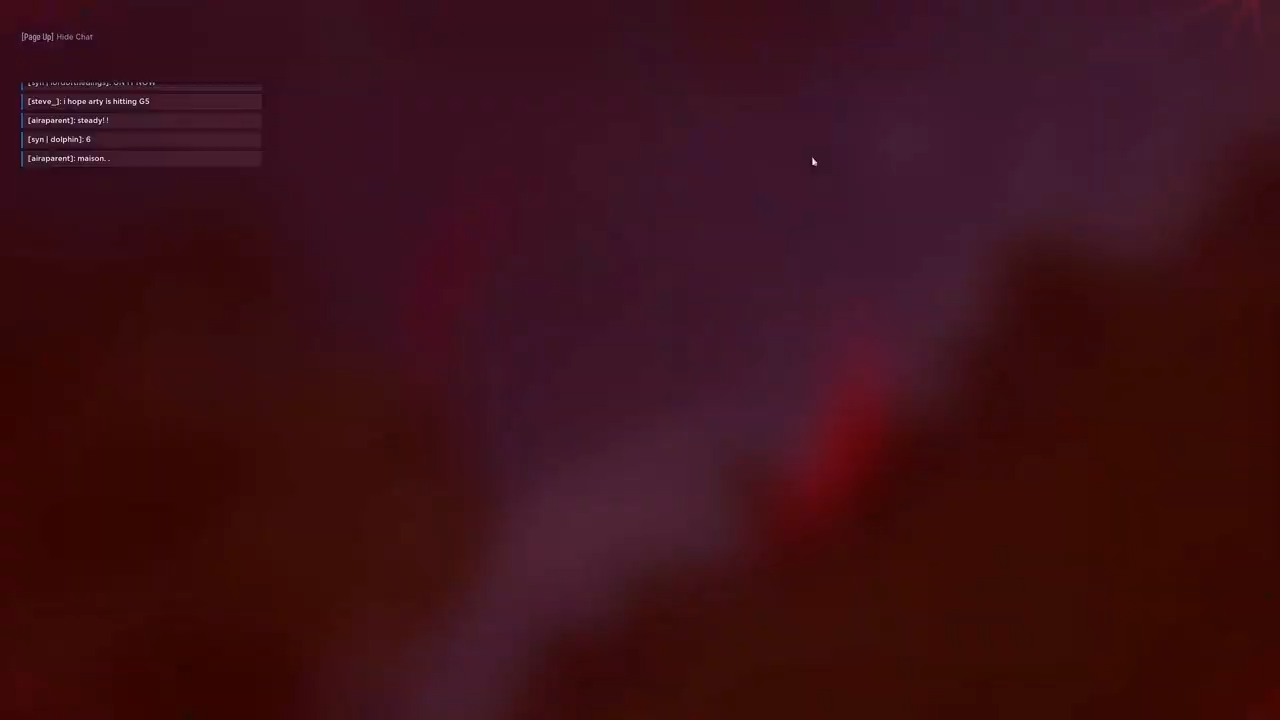 [Page Up] Hide Chat
[steve_]: i hope arty is hitting G5
[airaparent]: steady!!
[syn | dolphin]: 6
[airaparent]: maison. .